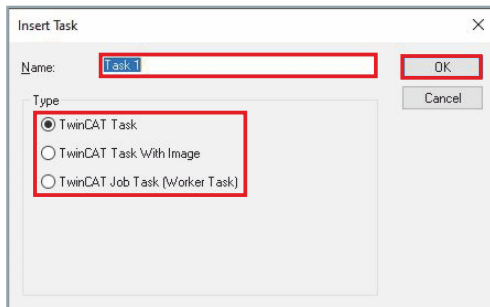 Insert Task
Name: Task 1 OK
Type Cancel
TwinCAT Task
TwinCAT Task With Image
TwinCAT Job Task (Worker Task)